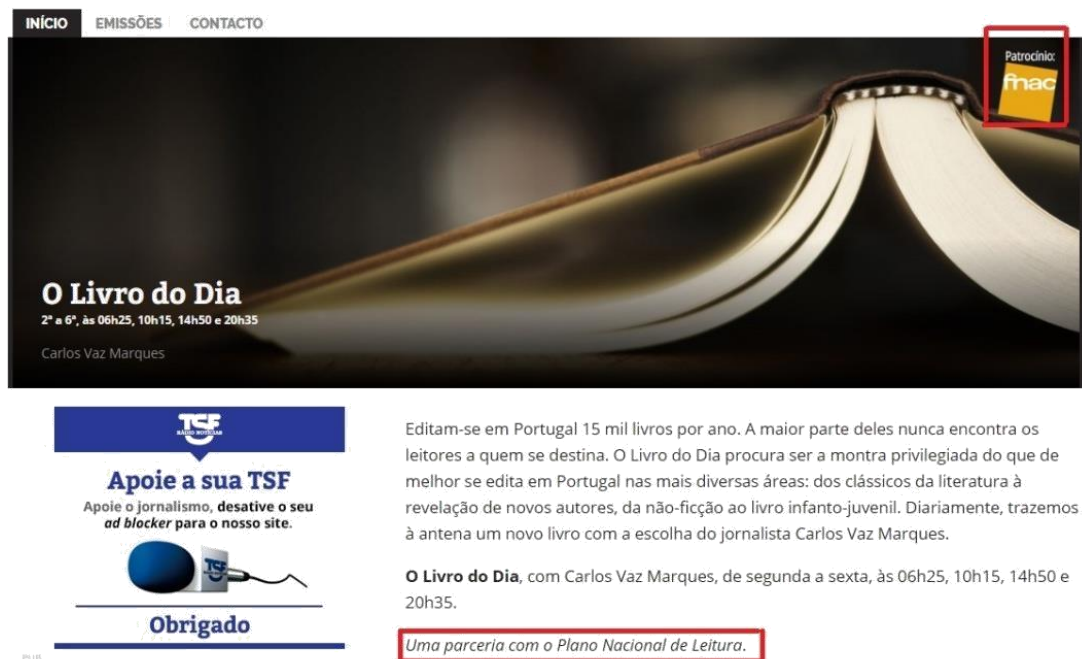 INÍCIO EMISSÕES CONTACTO
Patrocínio:
fnac
O Livro do Dia
2ª a 6ª, às 06h25, 10h15, 14h50 e 20h35
Carlos Vaz Marques
TSF
RÁDIO NOTÍCIAS
Apoie a sua TSF
Apoie o jornalismo, desative o seu
ad blocker para o nosso site.
TSF
Obrigado
Editam-se em Portugal 15 mil livros por ano. A maior parte deles nunca encontra os
leitores a quem se destina. O Livro do Dia procura ser a montra privilegiada do que de
melhor se edita em Portugal nas mais diversas áreas: dos clássicos da literatura à
revelação de novos autores, da não-ficção ao livro infanto-juvenil. Diariamente, trazemos
à antena um novo livro com a escolha do jornalista Carlos Vaz Marques.
O Livro do Dia, com Carlos Vaz Marques, de segunda a sexta, às 06h25, 10h15, 14h50 e
20h35.
Uma parceria com o Plano Nacional de Leitura.